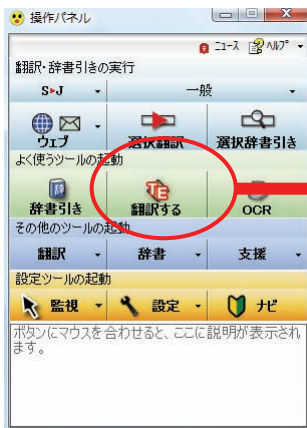 操作パネル
ニュース ヘルプ
翻訳・辞書引きの実行
S▸J 一般
ウェブ 選択翻訳 選択辞書引き
よく使うツールの起動
辞書引き 翻訳する OCR
その他のツールの起動
翻訳 辞書 支援
設定ツールの起動
監視 設定 ナビ
ボタンにマウスを合わせると、ここに説明が表示され
ます。